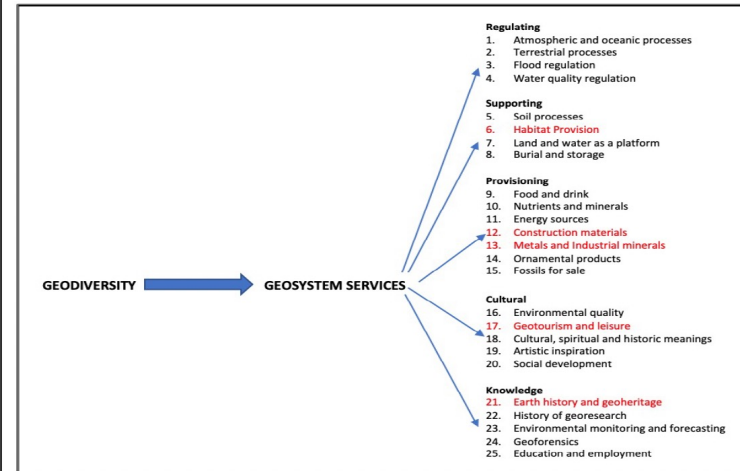 Regulating
1. Atmospheric and oceanic processes
2. Terrestrial processes
3. Flood regulation
4. Water quality regulation
Supporting
5. Soil processes
6. Habitat Provision
7. Land and water as a platform
8. Burial and storage
Provisioning
9. Food and drink
10. Nutrients and minerals
11. Energy sources
12. Construction materials
13. Metals and Industrial minerals
14. Ornamental products
15. Fossils for sale
GEODIVERSITY
GEOSYSTEM SERVICES
Cultural
16. Environmental quality
17. Geotourism and leisure
18. Cultural, spiritual and historic meanings
19. Artistic inspiration
20. Social development
Knowledge
21. Earth history and geoheritage
22. History of georesearch
23. Environmental monitoring and forecasting
24. Geoforensics
25. Education and employment